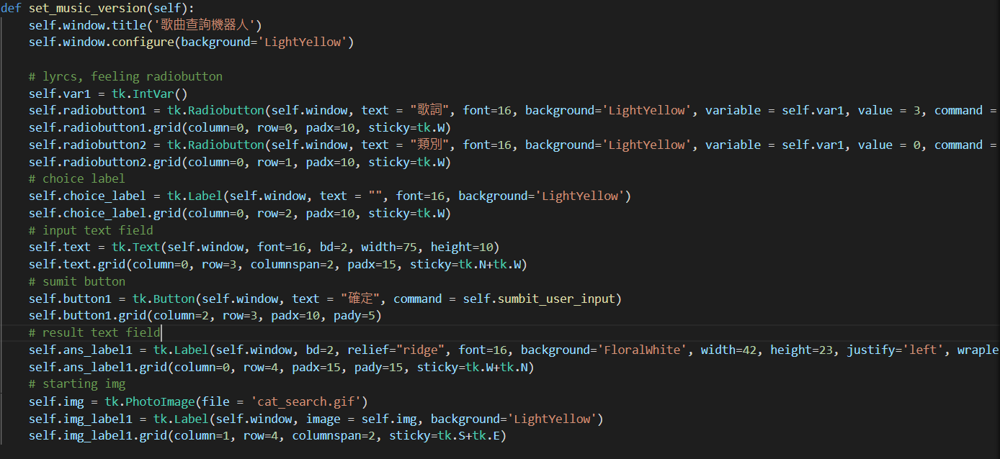 def set_music_version(self):
    self.window.title('歌曲查詢機器人')
    self.window.configure(background='LightYellow')

    # lyrcs, feeling radiobutton
    self.var1 = tk.IntVar()
    self.radiobutton1 = tk.Radiobutton(self.window, text = "歌詞", font=16, background='LightYellow', variable = self.var1, value = 3, command =
    self.radiobutton1.grid(column=0, row=0, padx=10, sticky=tk.W)
    self.radiobutton2 = tk.Radiobutton(self.window, text = "類別", font=16, background='LightYellow', variable = self.var1, value = 0, command =
    self.radiobutton2.grid(column=0, row=1, padx=10, sticky=tk.W)
    # choice label
    self.choice_label = tk.Label(self.window, text = "", font=16, background='LightYellow')
    self.choice_label.grid(column=0, row=2, padx=10, sticky=tk.W)
    # input text field
    self.text = tk.Text(self.window, font=16, bd=2, width=75, height=10)
    self.text.grid(column=0, row=3, columnspan=2, padx=15, sticky=tk.N+tk.W)
    # sumit button
    self.button1 = tk.Button(self.window, text = "確定", command = self.sumbit_user_input)
    self.button1.grid(column=2, row=3, padx=10, pady=5)
    # result text field
    self.ans_label1 = tk.Label(self.window, bd=2, relief="ridge", font=16, background='FloralWhite', width=42, height=23, justify='left', wraple
    self.ans_label1.grid(column=0, row=4, padx=15, pady=15, sticky=tk.W+tk.N)
    # starting img
    self.img = tk.PhotoImage(file = 'cat_search.gif')
    self.img_label1 = tk.Label(self.window, image = self.img, background='LightYellow')
    self.img_label1.grid(column=1, row=4, columnspan=2, sticky=tk.S+tk.E)